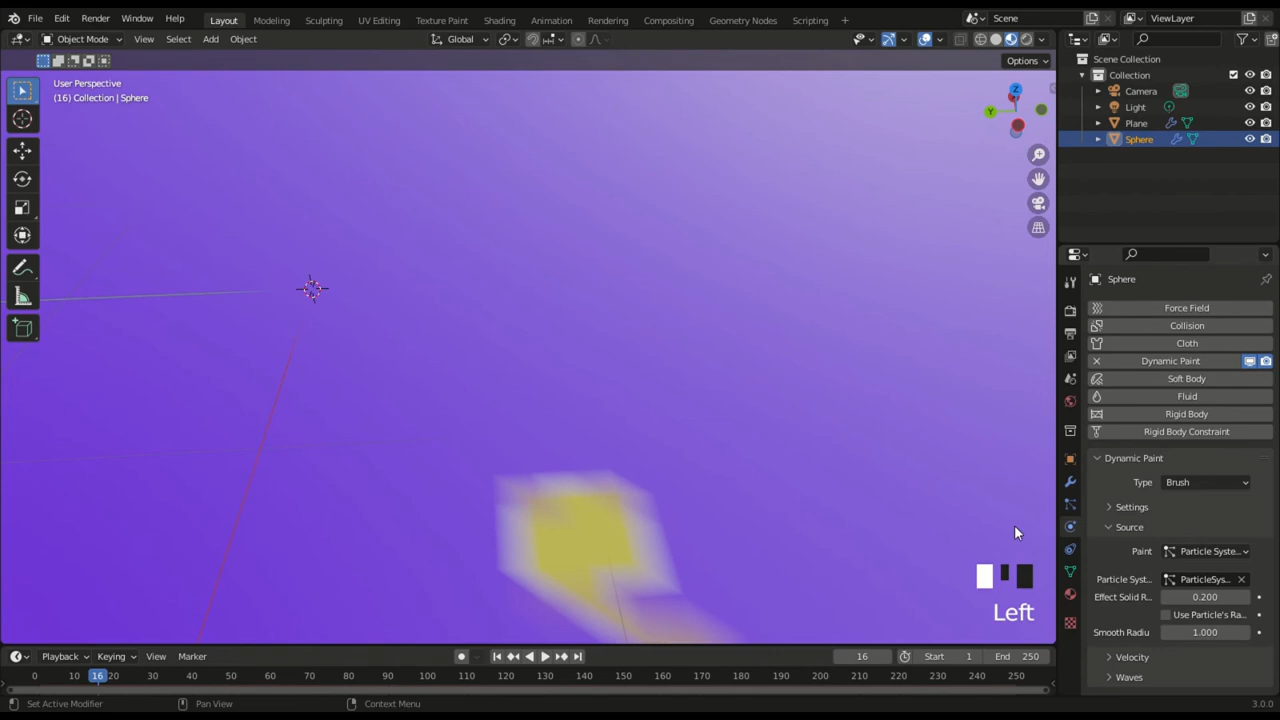 File Edit Render Window Help Layout Modeling Sculpting UV Editing Texture Paint Shading Animation Rendering Compositing Geometry Nodes Scripting + Scene ViewLayer
Object Mode View Select Add Object Global
Options
User Perspective
(16) Collection | Sphere
Z
Y
Scene Collection
Collection
Camera
Light
Plane
Sphere
Sphere
Force Field
Collision
Cloth
Dynamic Paint
Soft Body
Fluid
Rigid Body
Rigid Body Constraint
Dynamic Paint
Type Brush
Settings
Source
Paint Particle Syste...
Particle Syst... ParticleSys...
Effect Solid R... 0.200
Use Particle's Ra...
Smooth Radiu 1.000
Velocity
Waves
Left
Playback Keying View Marker 16 Start 1 End 250
0 10 16 20 30 40 50 60 70 80 90 100 110 120 130 140 150 160 170 180 190 200 210 220 230 240 250
Set Active Modifier Pan View Context Menu 3.0.0